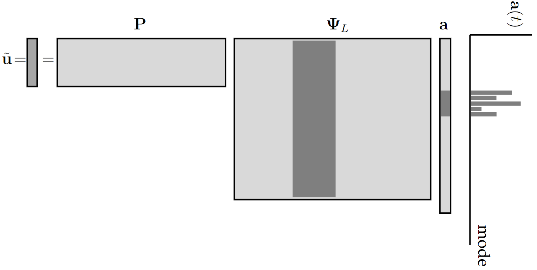 P
Ψ_L
a
ũ = =
a(l)
mode